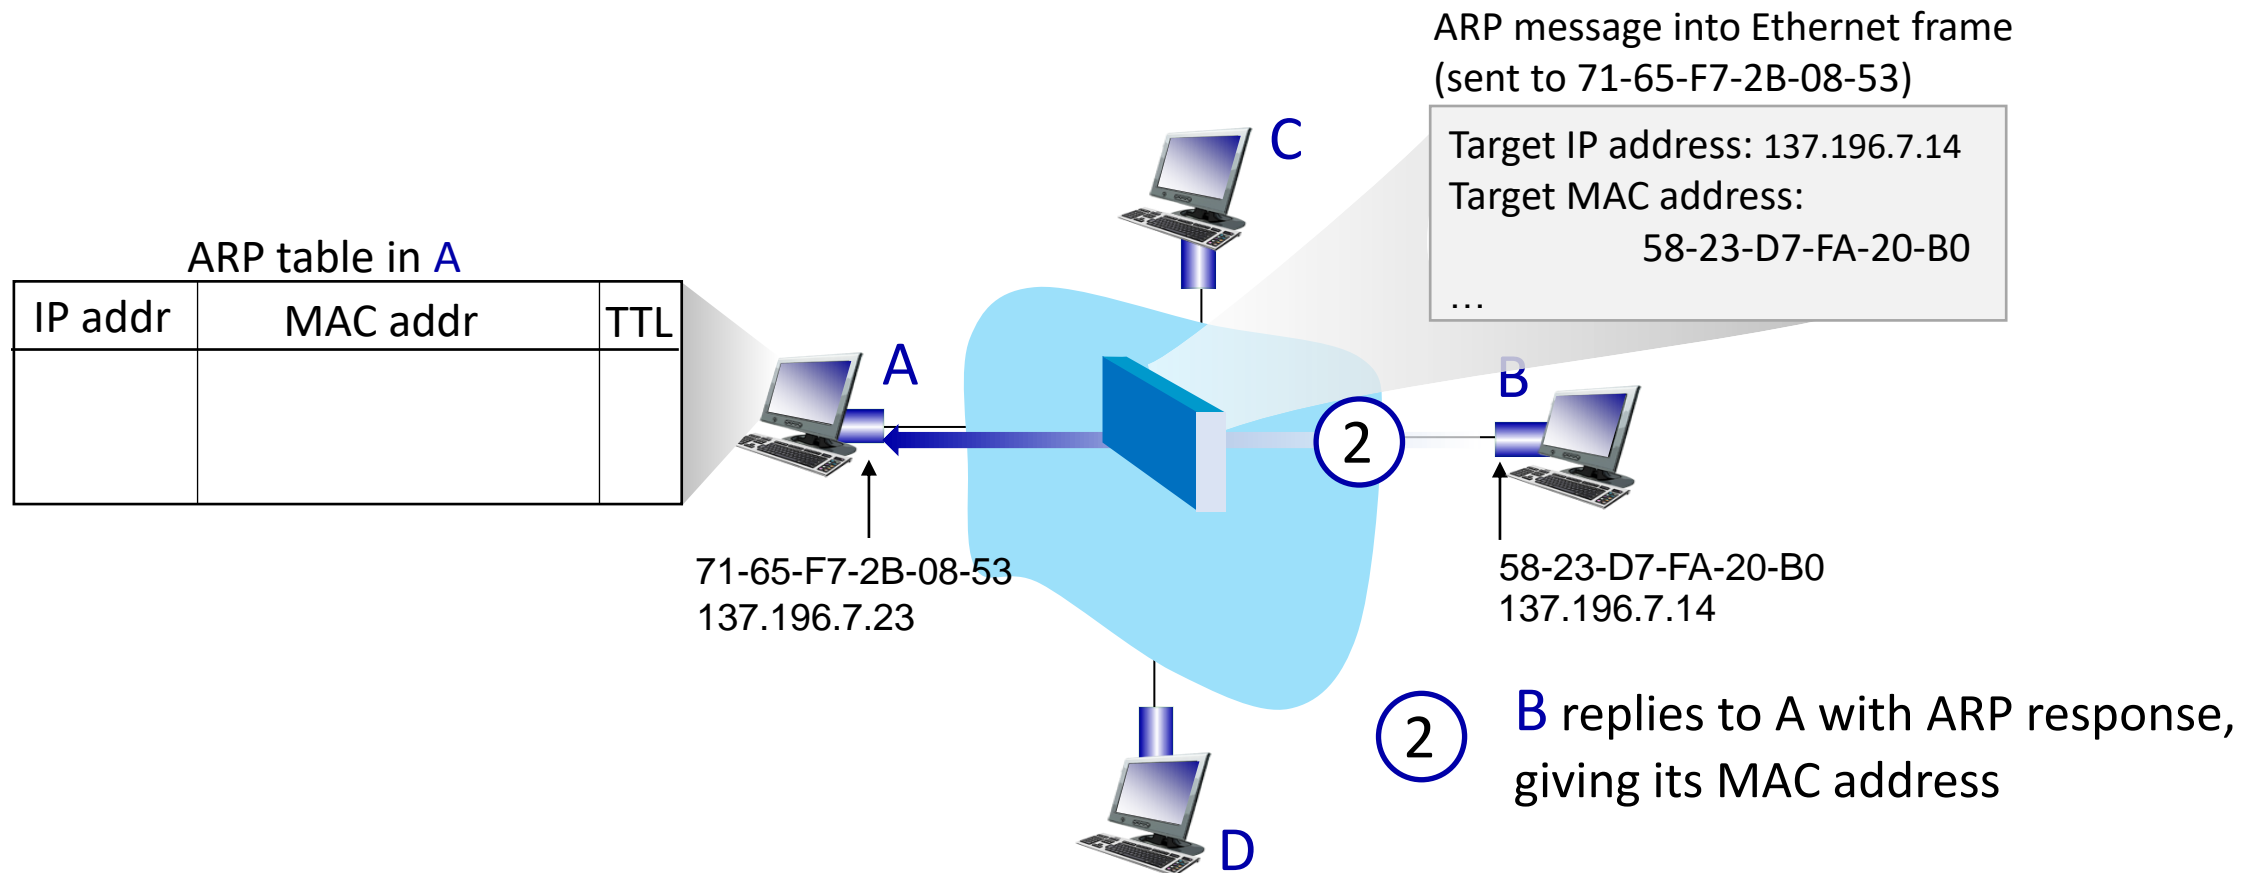 ARP message into Ethernet frame
(sent to 71-65-F7-2B-08-53)
Target IP address: 137.196.7.14
Target MAC address:
58-23-D7-FA-20-B0
...
C
ARP table in A
IP addr MAC addr TTL
A
B
2
71-65-F7-2B-08-53
137.196.7.23
58-23-D7-FA-20-B0
137.196.7.14
2
B replies to A with ARP response,
giving its MAC address
D